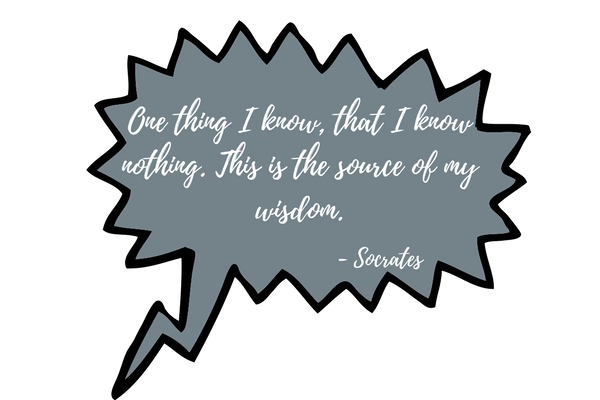 One thing I know, that I know
nothing. This is the source of my
wisdom.
- Socrates